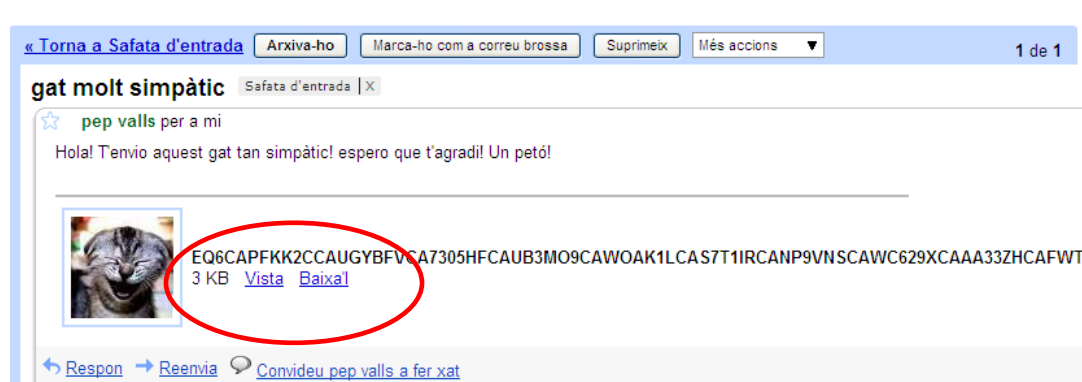 « Torna a Safata d'entrada Arxiva-ho Marca-ho com a correu brossa Suprimeix Més accions 1 de 1
gat molt simpàtic Safata d'entrada X
pep valls per a mi
Hola! T'envio aquest gat tan simpàtic! espero que t'agradi! Un petó!
EQ6CAPFKK2CCAUGYBFVCA7305HFCAUB3MO9CAWOAK1LCAS7T1IRCANP9VNSCAWC629XCAAA33ZHCAFWT
3 KB Vista Baixa'l
Respon Reenvia Convideu pep valls a fer xat